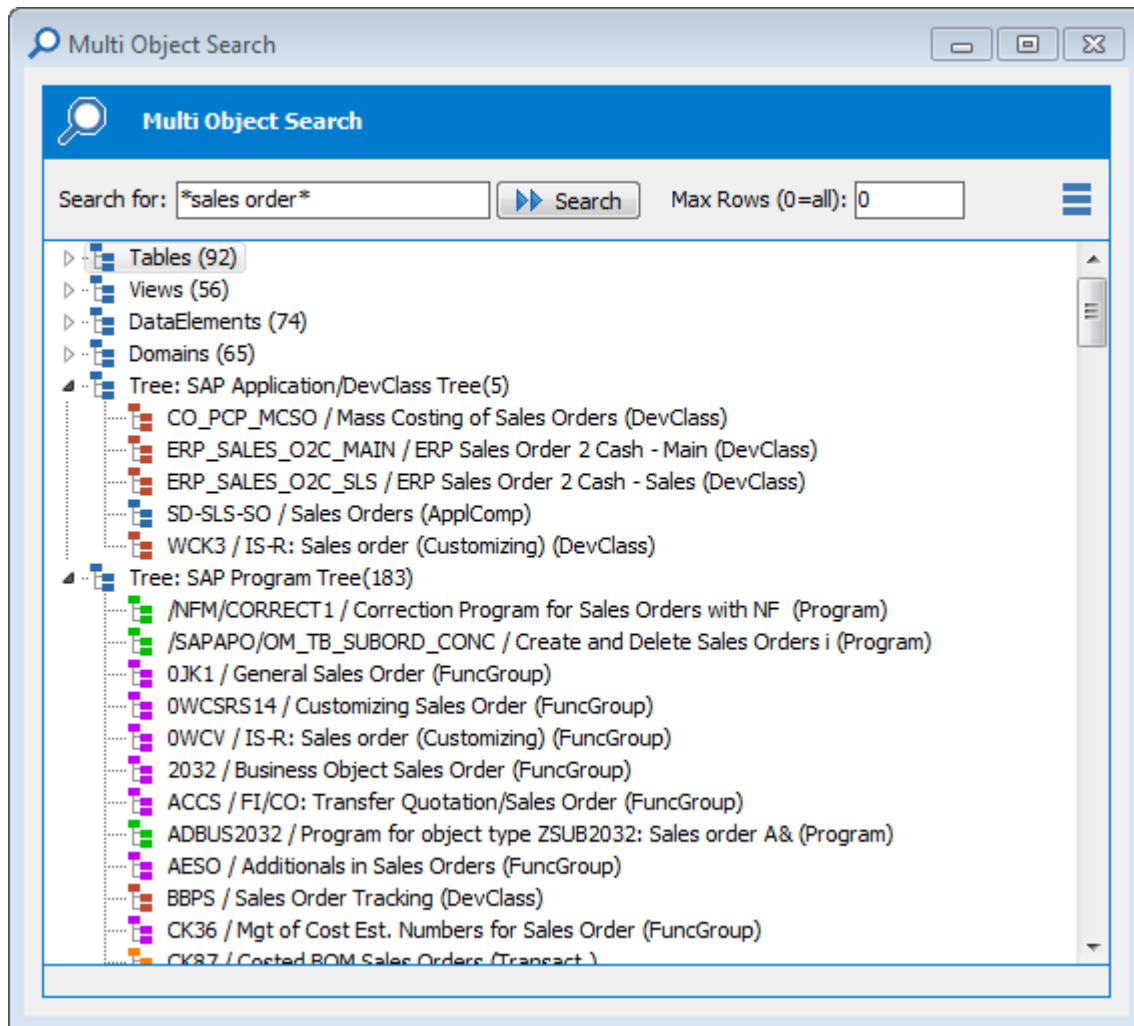 Multi Object Search
Multi Object Search
Search for: *sales order* Search Max Rows (0=all): 0
Tables (92)
Views (56)
DataElements (74)
Domains (65)
Tree: SAP Application/DevClass Tree(5)
CO_PCP_MCSO / Mass Costing of Sales Orders (DevClass)
ERP_SALES_O2C_MAIN / ERP Sales Order 2 Cash - Main (DevClass)
ERP_SALES_O2C_SLS / ERP Sales Order 2 Cash - Sales (DevClass)
SD-SLS-SO / Sales Orders (ApplComp)
WCK3 / IS-R: Sales order (Customizing) (DevClass)
Tree: SAP Program Tree(183)
/NFM/CORRECT1 / Correction Program for Sales Orders with NF (Program)
/SAPAPO/OM_TB_SUBORD_CONC / Create and Delete Sales Orders i (Program)
0JK1 / General Sales Order (FuncGroup)
0WCSRS14 / Customizing Sales Order (FuncGroup)
0WCV / IS-R: Sales order (Customizing) (FuncGroup)
2032 / Business Object Sales Order (FuncGroup)
ACCS / FI/CO: Transfer Quotation/Sales Order (FuncGroup)
ADBUS2032 / Program for object type ZSUB2032: Sales order A& (Program)
AESO / Additionals in Sales Orders (FuncGroup)
BBPS / Sales Order Tracking (DevClass)
CK36 / Mgt of Cost Est. Numbers for Sales Order (FuncGroup)
CK87 / Costed BOM Sales Orders (Transact.)